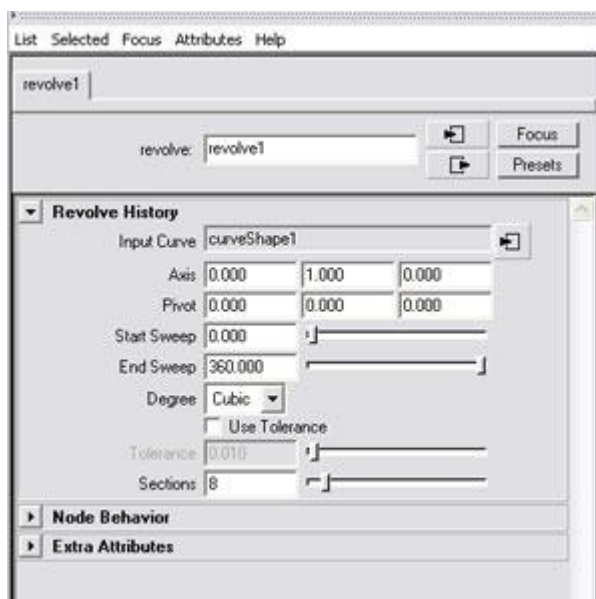 List Selected Focus Attributes Help
revolve1
revolve: revolve1
Focus
Presets
Revolve History
Input Curve curveShape1
Axis 0.000 1.000 0.000
Pivot 0.000 0.000 0.000
Start Sweep 0.000
End Sweep 360.000
Degree Cubic
Use Tolerance
Tolerance 0.010
Sections 8
Node Behavior
Extra Attributes